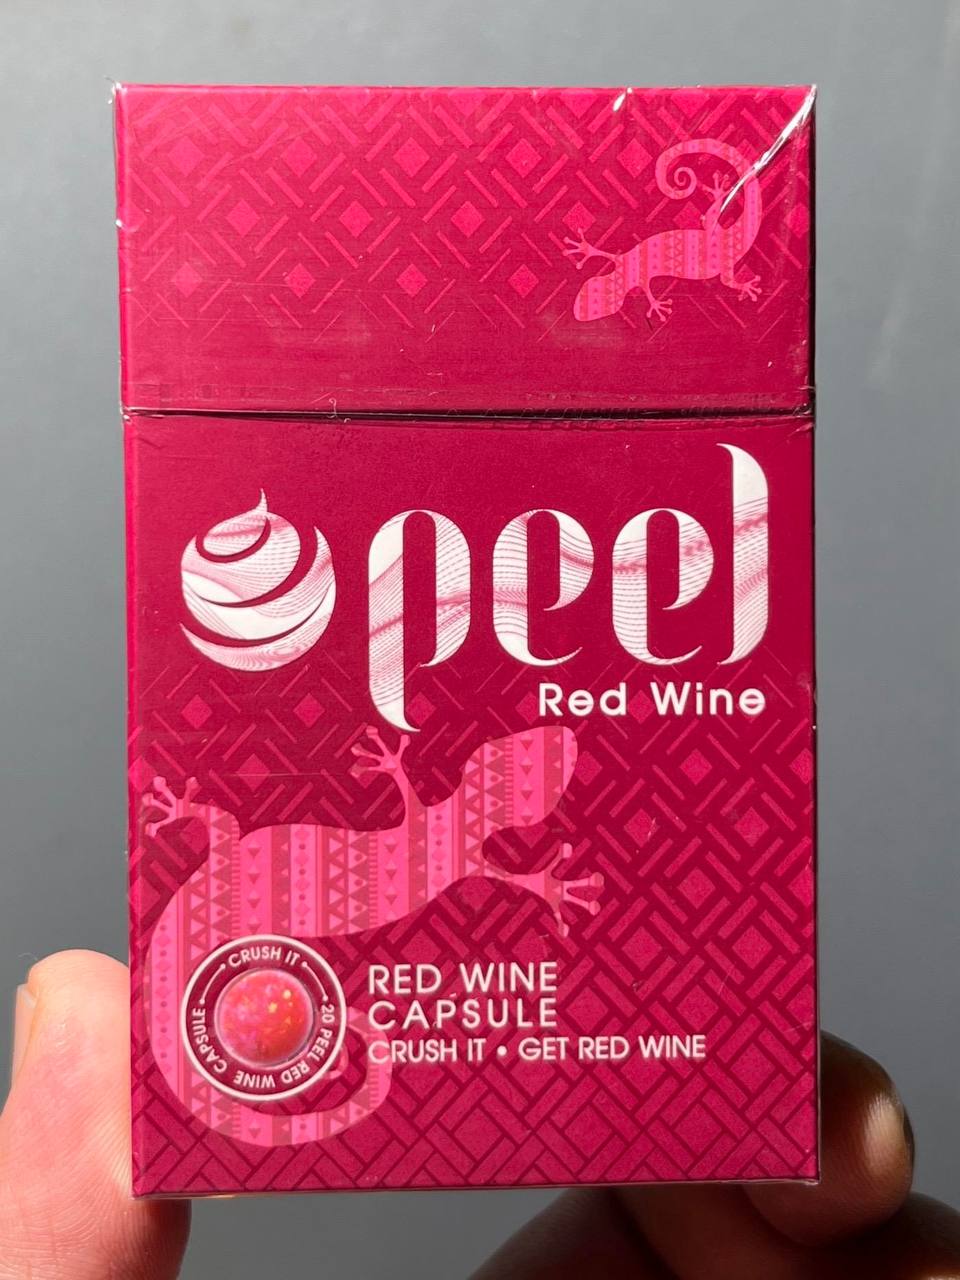 peel
Red Wine
CRUSH IT
20 PEEL RED WINE CAPSULE
RED WINE
CAPSULE
CRUSH IT • GET RED WINE